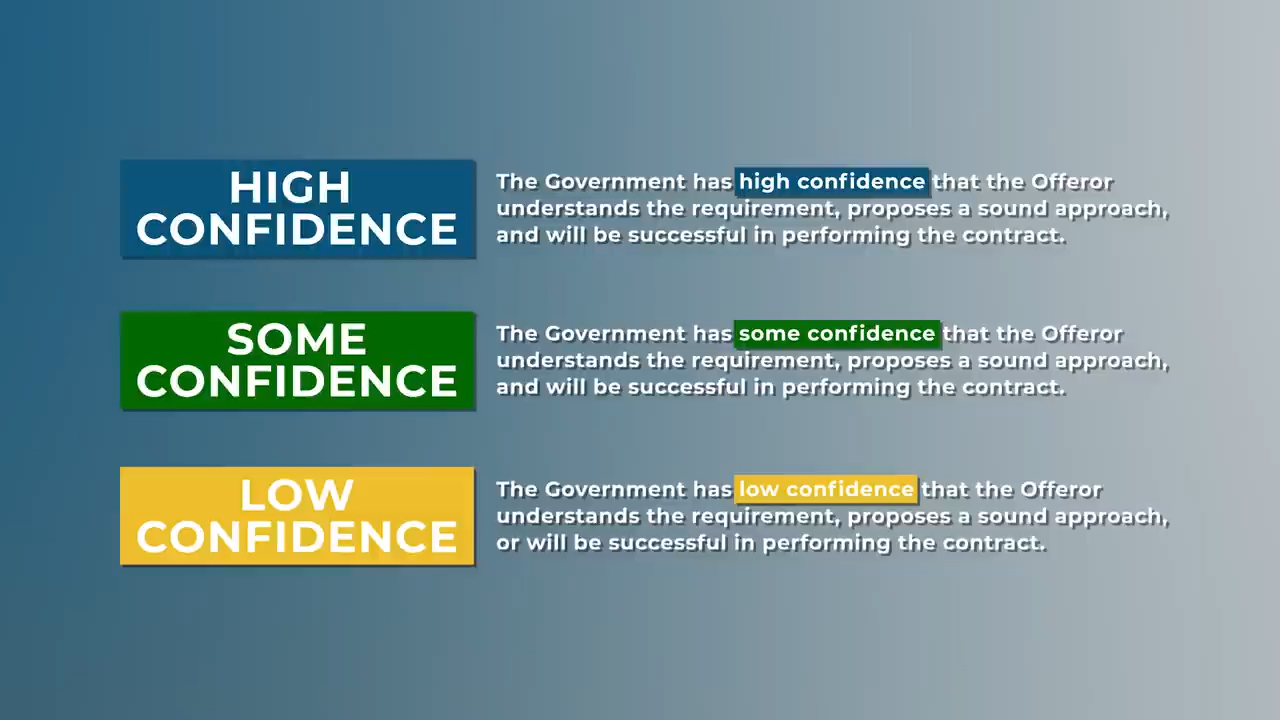 HIGH
CONFIDENCE
The Government has high confidence that the Offeror
understands the requirement, proposes a sound approach,
and will be successful in performing the contract.
SOME
CONFIDENCE
The Government has some confidence that the Offeror
understands the requirement, proposes a sound approach,
and will be successful in performing the contract.
LOW
CONFIDENCE
The Government has low confidence that the Offeror
understands the requirement, proposes a sound approach,
or will be successful in performing the contract.